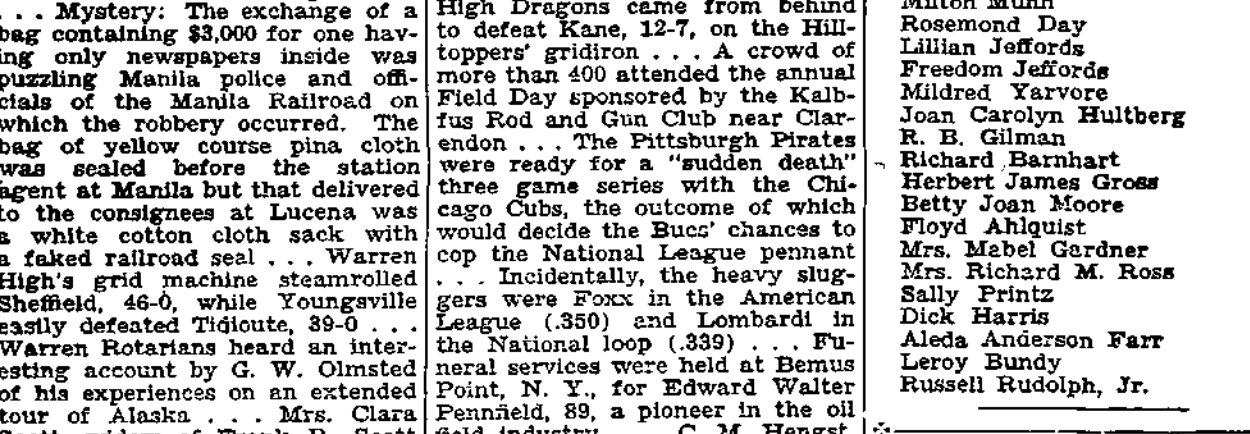 . . . Mystery: The exchange of a
bag containing $3,000 for one hav-
ing only newspapers inside was
puzzling Manila police and offi-
cials of the Manila Railroad on
which the robbery occurred. The
bag of yellow course pina cloth
was sealed before the station
agent at Manila but that delivered
to the consignees at Lucena was
a white cotton cloth sack with
a faked railroad seal . . . Warren
High's grid machine steamrolled
Sheffield, 46-0, while Youngsville
easily defeated Tidioute, 39-0 . . .
Warren Rotarians heard an inter-
esting account by G. W. Olmsted
of his experiences on an extended
tour of Alaska . . . Mrs. Clara
Scott, widow of Frank B. Scott
High Dragons came from behind
to defeat Kane, 12-7, on the Hill-
toppers' gridiron . . . A crowd of
more than 400 attended the annual
Field Day sponsored by the Kalb-
fus Rod and Gun Club near Clar-
endon . . . The Pittsburgh Pirates
were ready for a "sudden death"
three game series with the Chi-
cago Cubs, the outcome of which
would decide the Bucs' chances to
cop the National League pennant
. . . Incidentally, the heavy slug-
gers were Foxx in the American
League (.350) and Lombardi in
the National loop (.339) . . . Fu-
neral services were held at Bemus
Point, N. Y., for Edward Walter
Pennfield, 89, a pioneer in the oil
field industry . . . C. M. Hengst,
Milton Munn
Rosemond Day
Lillian Jeffords
Freedom Jeffords
Mildred Yarvore
Joan Carolyn Hultberg
R. B. Gilman
Richard Barnhart
Herbert James Gross
Betty Joan Moore
Floyd Ahlquist
Mrs. Mabel Gardner
Mrs. Richard M. Ross
Sally Printz
Dick Harris
Aleda Anderson Farr
Leroy Bundy
Russell Rudolph, Jr.